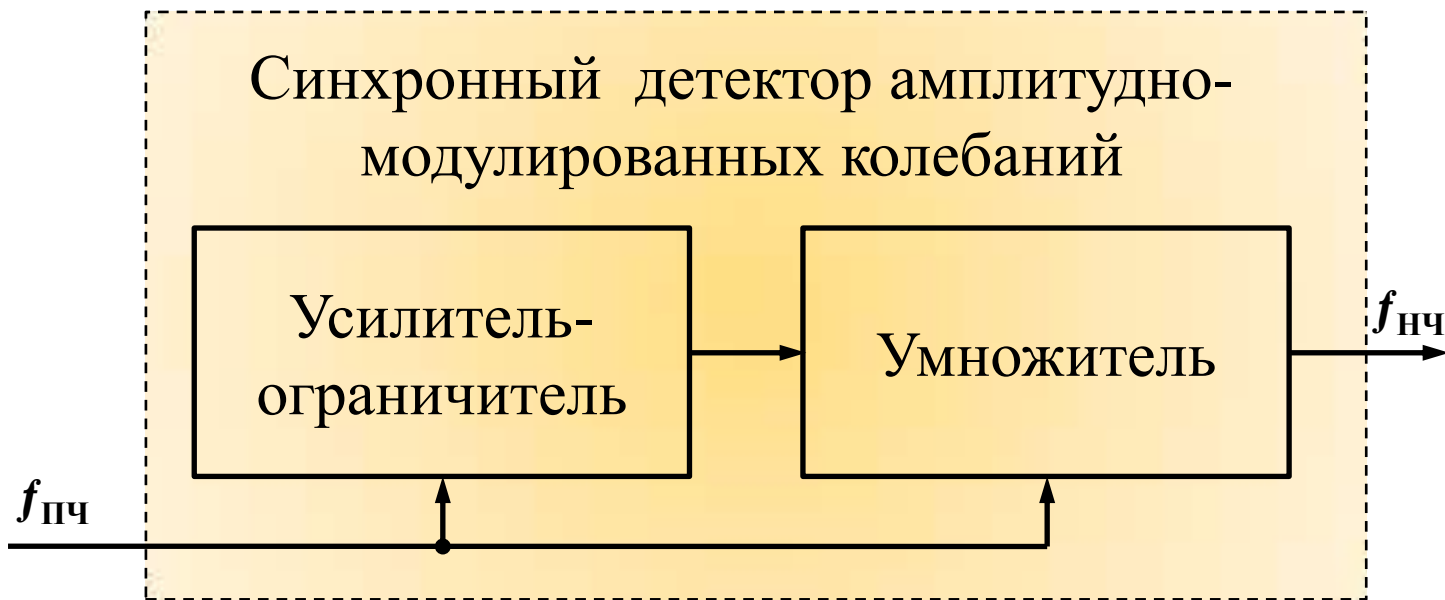 Синхронный детектор амплитудно-
модулированных колебаний
Усилитель-
ограничитель
Умножитель
fНЧ
fПЧ